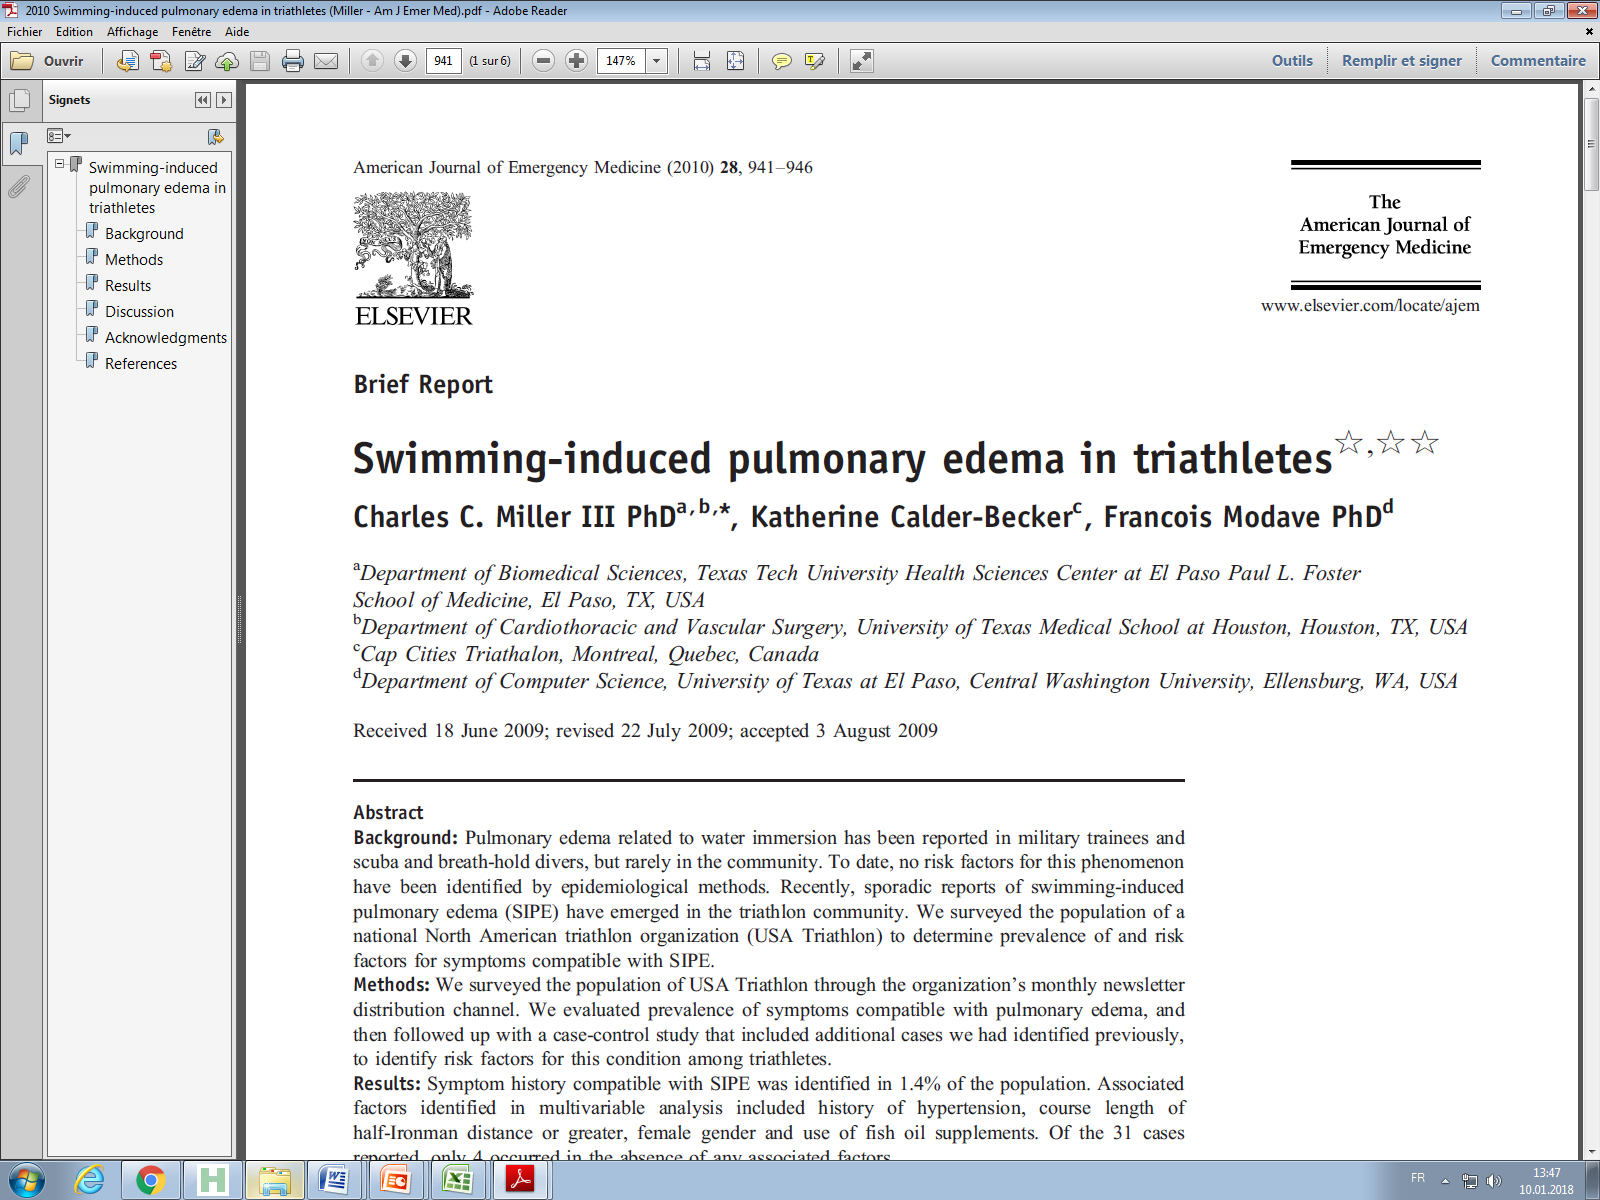 2010 Swimming-induced pulmonary edema in triathletes (Miller - Am J Emer Med).pdf - Adobe Reader
Fichier Edition Affichage Fenêtre Aide
Ouvrir 941 (1 sur 6) 147% Outils Remplir et signer Commentaire
Signets
Swimming-induced
pulmonary edema in
triathletes
Background
Methods
Results
Discussion
Acknowledgments
References
American Journal of Emergency Medicine (2010) 28, 941–946
ELSEVIER
The
American Journal of
Emergency Medicine
www.elsevier.com/locate/ajem
Brief Report
Swimming-induced pulmonary edema in triathletes☆,☆☆
Charles C. Miller III PhDa,b,*, Katherine Calder-Beckerc, Francois Modave PhDd
aDepartment of Biomedical Sciences, Texas Tech University Health Sciences Center at El Paso Paul L. Foster
School of Medicine, El Paso, TX, USA
bDepartment of Cardiothoracic and Vascular Surgery, University of Texas Medical School at Houston, Houston, TX, USA
cCap Cities Triathalon, Montreal, Quebec, Canada
dDepartment of Computer Science, University of Texas at El Paso, Central Washington University, Ellensburg, WA, USA
Received 18 June 2009; revised 22 July 2009; accepted 3 August 2009
Abstract
Background: Pulmonary edema related to water immersion has been reported in military trainees and
scuba and breath-hold divers, but rarely in the community. To date, no risk factors for this phenomenon
have been identified by epidemiological methods. Recently, sporadic reports of swimming-induced
pulmonary edema (SIPE) have emerged in the triathlon community. We surveyed the population of a
national North American triathlon organization (USA Triathlon) to determine prevalence of and risk
factors for symptoms compatible with SIPE.
Methods: We surveyed the population of USA Triathlon through the organization's monthly newsletter
distribution channel. We evaluated prevalence of symptoms compatible with pulmonary edema, and
then followed up with a case-control study that included additional cases we had identified previously,
to identify risk factors for this condition among triathletes.
Results: Symptom history compatible with SIPE was identified in 1.4% of the population. Associated
factors identified in multivariable analysis included history of hypertension, course length of
half-Ironman distance or greater, female gender and use of fish oil supplements. Of the 31 cases
reported, only 4 occurred in the absence of any associated factors.
FR 13:47
10.01.2018